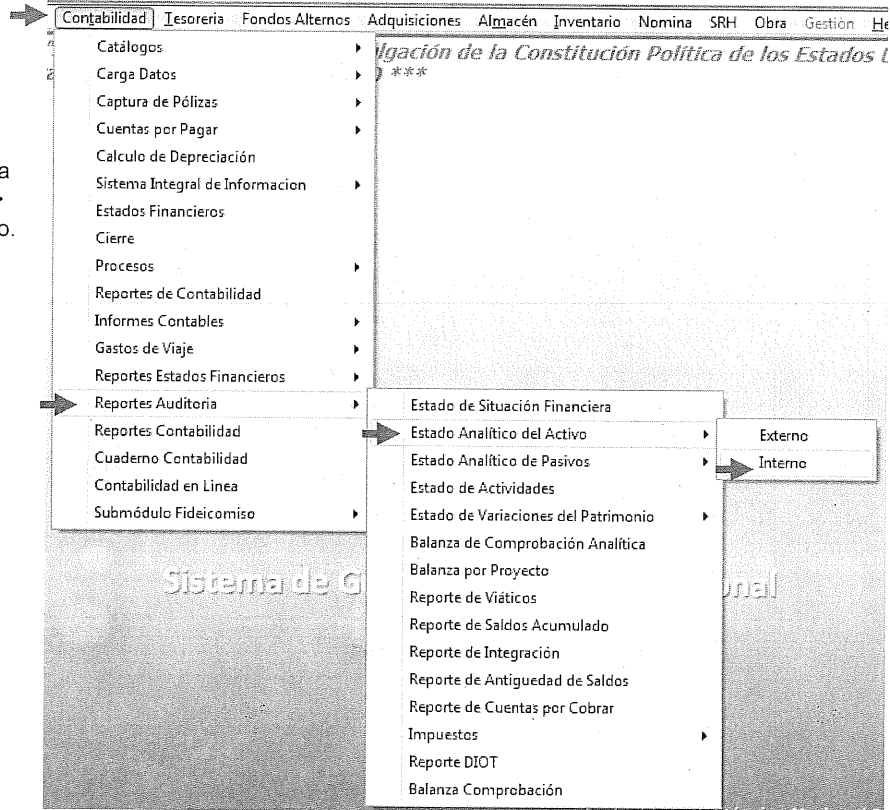 Contabilidad Tesoreria Fondos Alternos Adquisiciones Almacén Inventario Nomina SRH Obra Gestión He
lgación de la Constitución Política de los Estados U
***
a
o.
Catálogos
Carga Datos
Captura de Pólizas
Cuentas por Pagar
Calculo de Depreciación
Sistema Integral de Informacion
Estados Financieros
Cierre
Procesos
Reportes de Contabilidad
Informes Contables
Gastos de Viaje
Reportes Estados Financieros
Reportes Auditoria
Reportes Contabilidad
Cuaderno Contabilidad
Contabilidad en Linea
Submódulo Fideicomiso
Estado de Situación Financiera
Estado Analítico del Activo
Estado Analítico de Pasivos
Estado de Actividades
Estado de Variaciones del Patrimonio
Balanza de Comprobación Analítica
Balanza por Proyecto
Reporte de Viáticos
Reporte de Saldos Acumulado
Reporte de Integración
Reporte de Antiguedad de Saldos
Reporte de Cuentas por Cobrar
Impuestos
Reporte DIOT
Balanza Comprobación
Externo
Interno
Sistema de G
onal